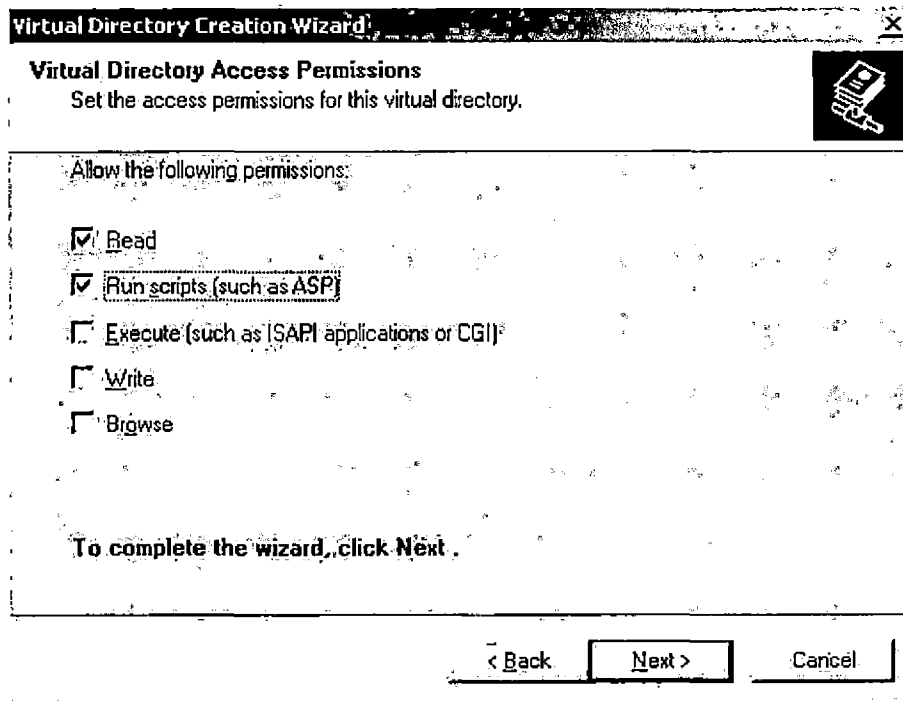 Virtual Directory Creation Wizard
Virtual Directory Access Permissions
Set the access permissions for this virtual directory.
Allow the following permissions:
Read
Run scripts (such as ASP)
Execute (such as ISAPI applications or CGI)
Write
Browse
To complete the wizard, click Next .
< Back Next > Cancel